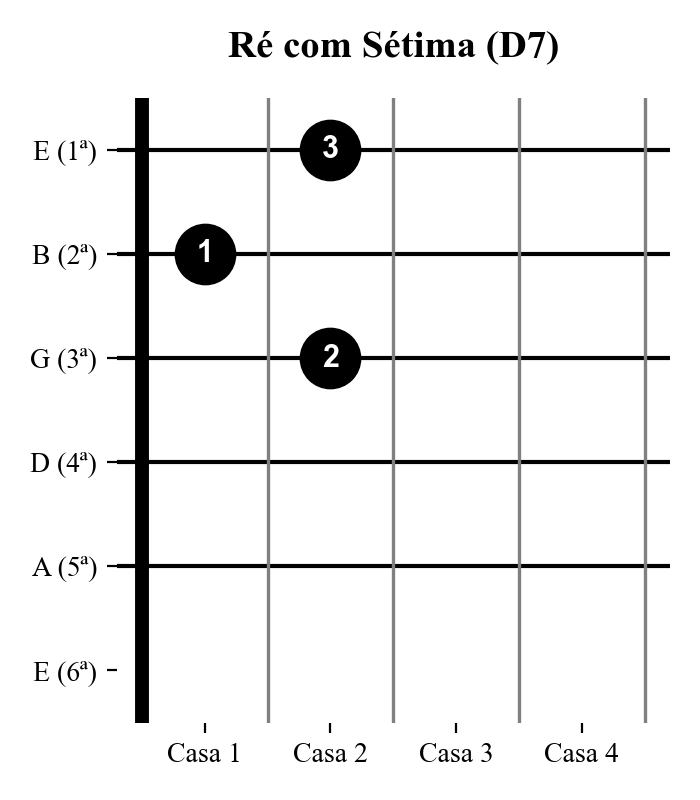 Ré com Sétima (D7)
E (1ª)
3
B (2ª)
1
G (3ª)
2
D (4ª)
A (5ª)
E (6ª)
Casa 1 Casa 2 Casa 3 Casa 4